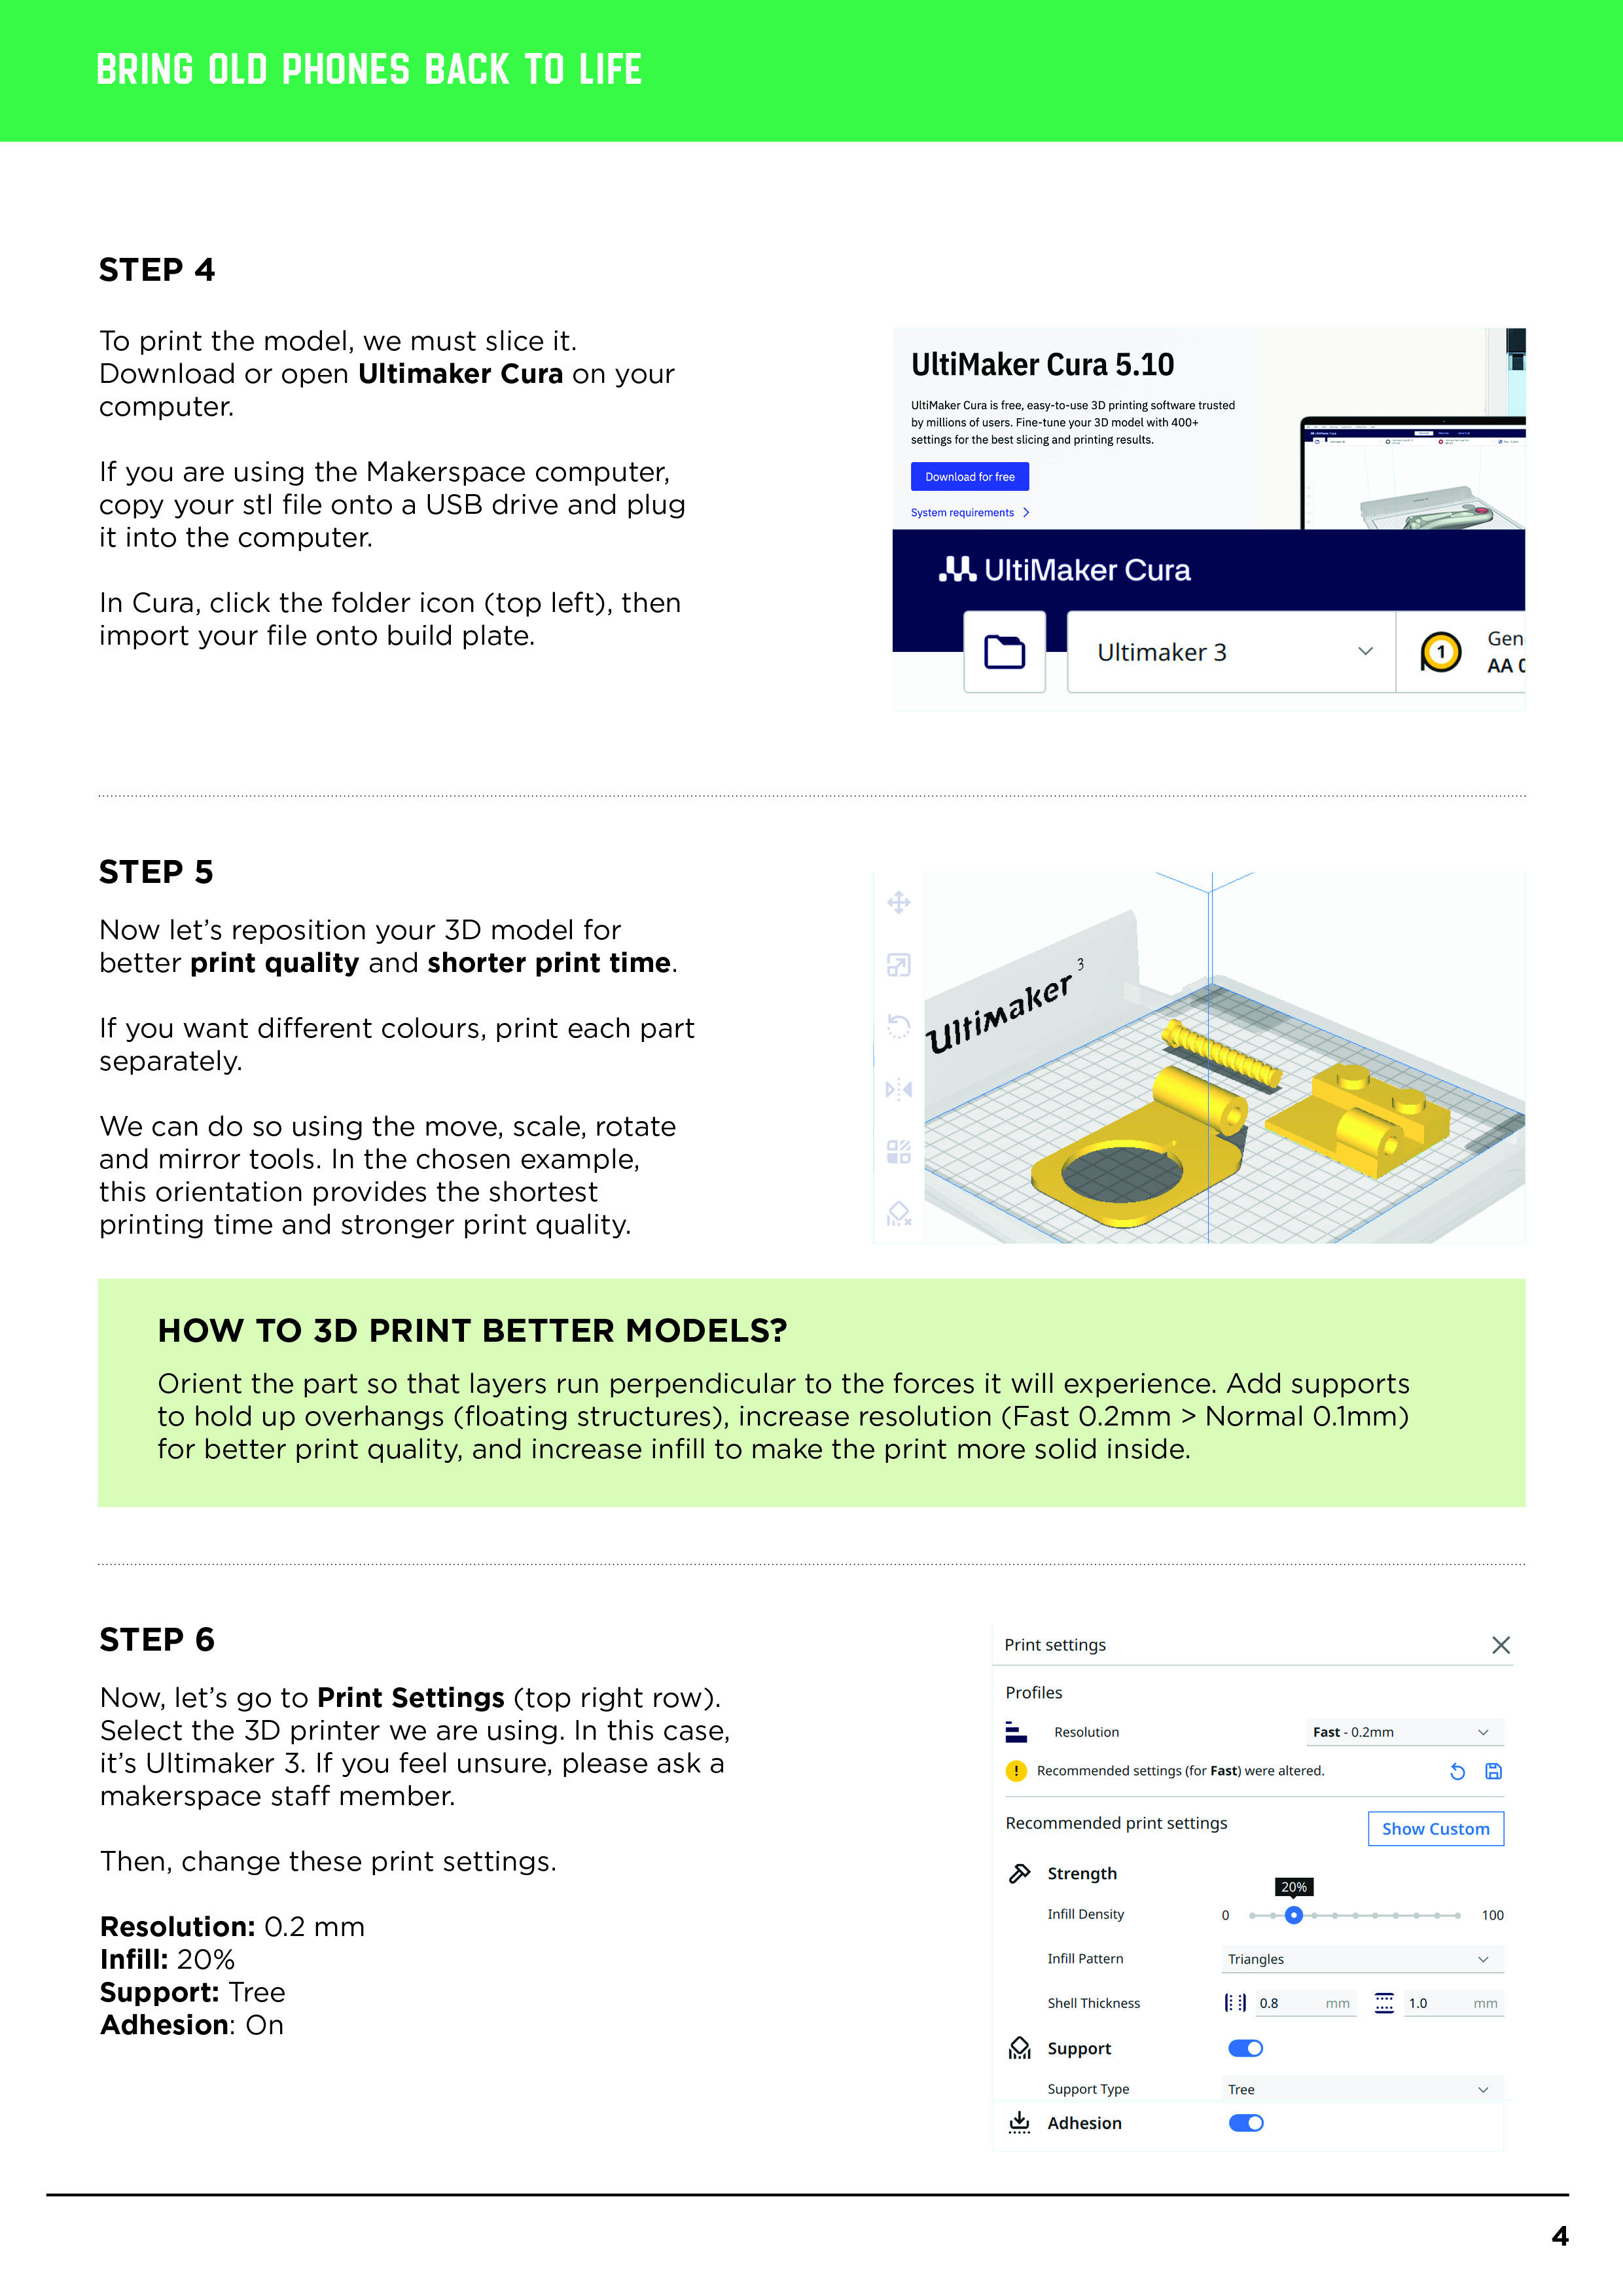 BRING OLD PHONES BACK TO LIFE
STEP 4
To print the model, we must slice it.
Download or open Ultimaker Cura on your
computer.
If you are using the Makerspace computer,
copy your stl file onto a USB drive and plug
it into the computer.
In Cura, click the folder icon (top left), then
import your file onto build plate.
UltiMaker Cura 5.10
UltiMaker Cura is free, easy-to-use 3D printing software trusted
by millions of users. Fine-tune your 3D model with 400+
settings for the best slicing and printing results.
Download for free
System requirements
UltiMaker Cura
Ultimaker 3
1
Gen
AA 0
STEP 5
Now let's reposition your 3D model for
better print quality and shorter print time.
If you want different colours, print each part
separately.
We can do so using the move, scale, rotate
and mirror tools. In the chosen example,
this orientation provides the shortest
printing time and stronger print quality.
Ultimaker 3
HOW TO 3D PRINT BETTER MODELS?
Orient the part so that layers run perpendicular to the forces it will experience. Add supports
to hold up overhangs (floating structures), increase resolution (Fast 0.2mm > Normal 0.1mm)
for better print quality, and increase infill to make the print more solid inside.
STEP 6
Now, let's go to Print Settings (top right row).
Select the 3D printer we are using. In this case,
it's Ultimaker 3. If you feel unsure, please ask a
makerspace staff member.
Then, change these print settings.
Resolution: 0.2 mm
Infill: 20%
Support: Tree
Adhesion: On
Print settings
Profiles
Resolution Fast - 0.2mm
! Recommended settings (for Fast) were altered.
Recommended print settings Show Custom
Strength
20%
Infill Density 0 100
Infill Pattern Triangles
Shell Thickness 0.8 mm 1.0 mm
Support
Support Type Tree
Adhesion
4